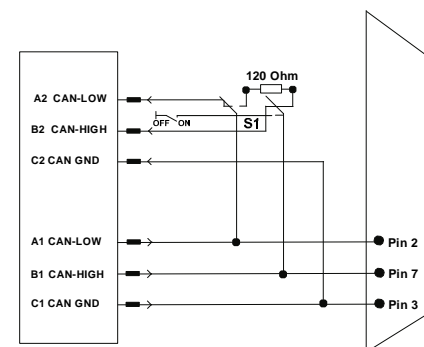 120 Ohm
A2 CAN-LOW
B2 CAN-HIGH
OFF ON
S1
C2 CAN GND
A1 CAN-LOW
Pin 2
B1 CAN-HIGH
Pin 7
C1 CAN GND
Pin 3